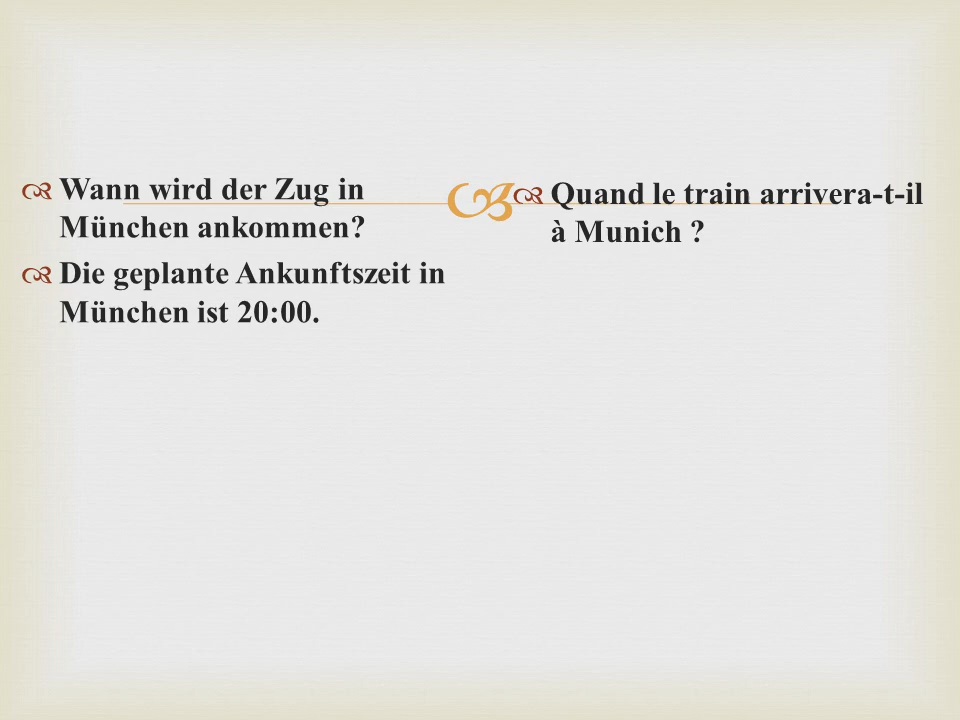 Wann wird der Zug in
München ankommen?
Die geplante Ankunftszeit in
München ist 20:00.
Quand le train arrivera-t-il
à Munich ?